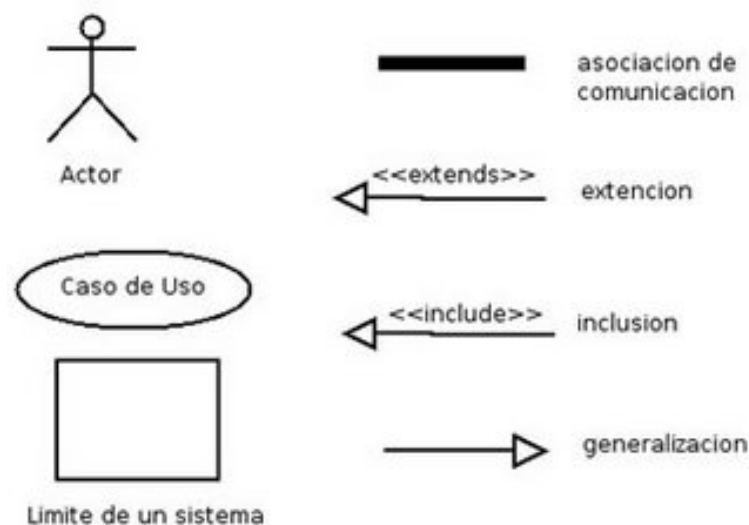 Actor
Caso de Uso
Limite de un sistema
asociacion de
comunicacion
<<extends>>
extencion
<<include>>
inclusion
generalizacion